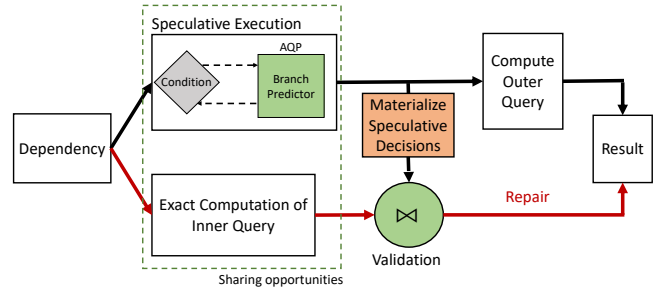 Speculative Execution
AQP
Condition
Branch
Predictor
Compute
Outer
Query
Materialize
Speculative
Decisions
Dependency
Result
Exact Computation of
Inner Query
⋈
Repair
Validation
Sharing opportunities